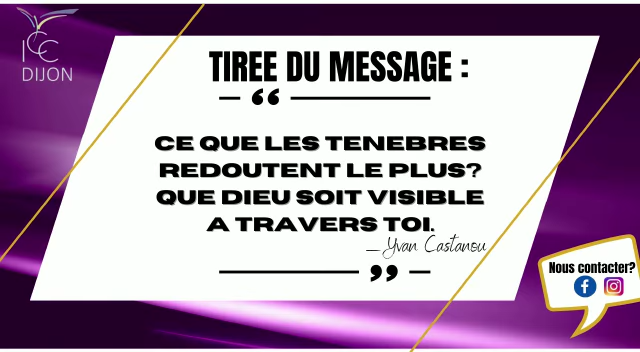 ICC
DIJON
TIREE DU MESSAGE :
“
CE QUE LES TENEBRES
REDOUTENT LE PLUS?
QUE DIEU SOIT VISIBLE
A TRAVERS TOI.
_Yvan Castanou
”
Nous contacter?